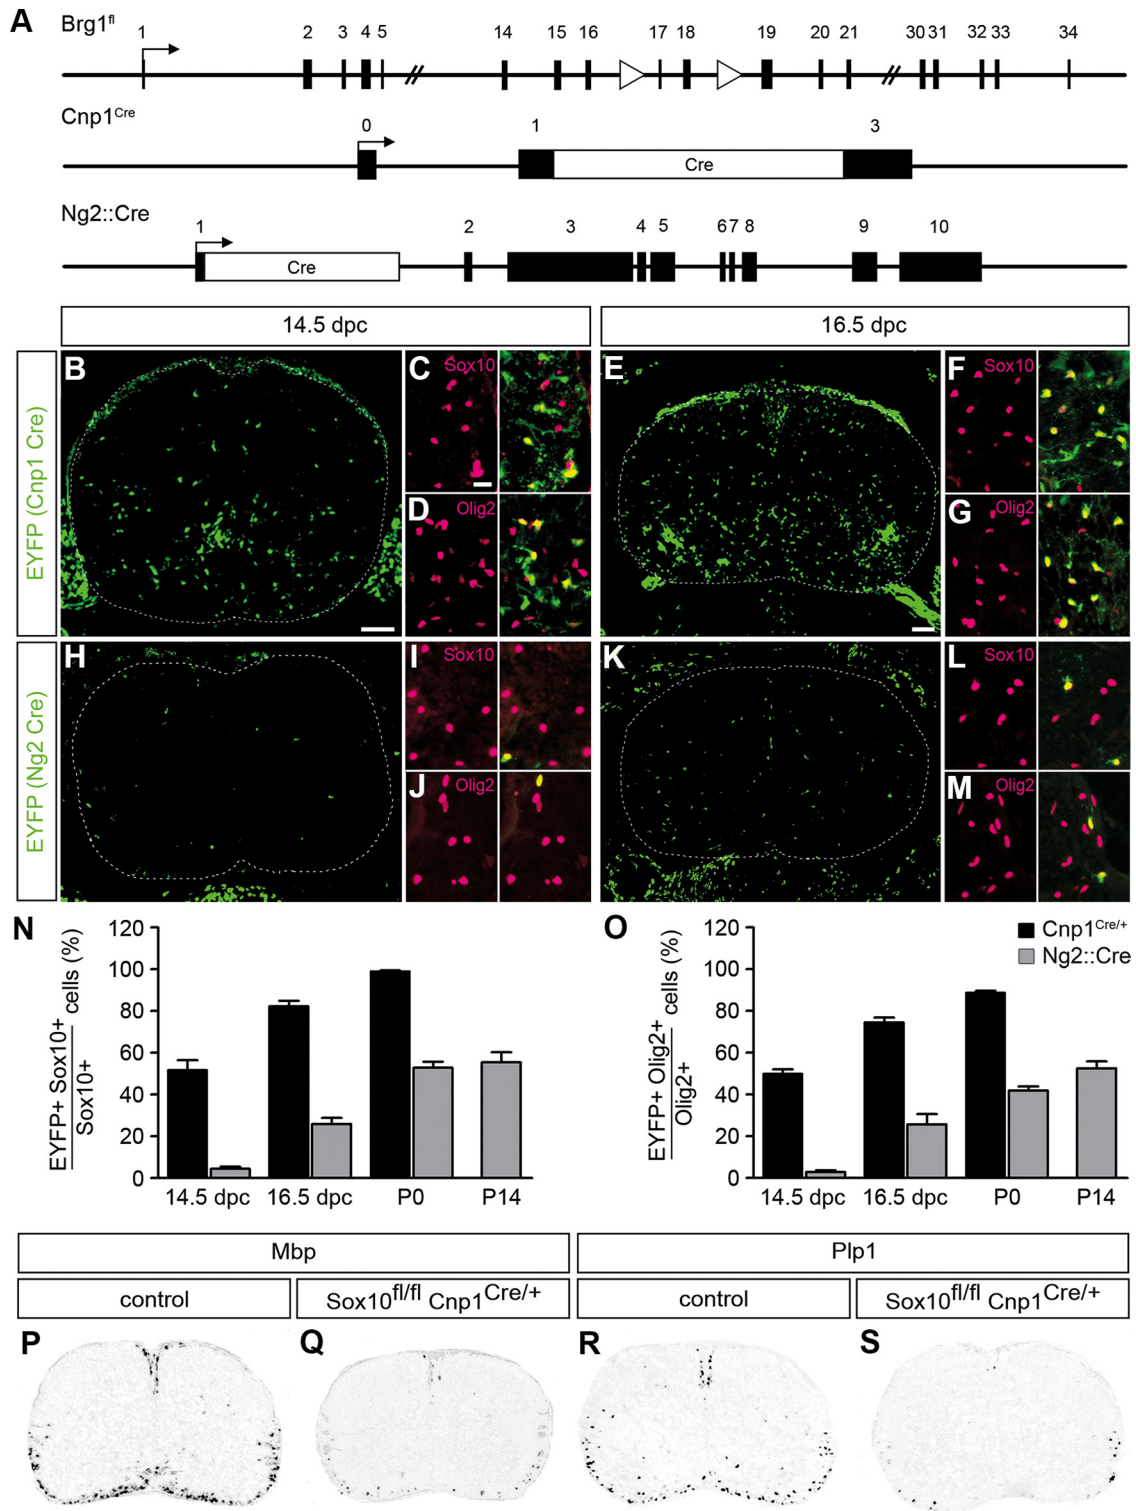 A
Brg1fl
1 2 3 4 5 14 15 16 17 18 19 20 21 30 31 32 33 34
Cnp1Cre
0 1 3
Cre
Ng2::Cre
1 2 3 4 5 6 7 8 9 10
Cre
14.5 dpc 16.5 dpc
EYFP (Cnp1 Cre)
B C Sox10 E F Sox10
D Olig2 G Olig2
EYFP (Ng2 Cre)
H I Sox10 K L Sox10
J Olig2 M Olig2
N
EYFP+ Sox10+
Sox10+
cells (%)
120
100
80
60
40
20
0
14.5 dpc 16.5 dpc P0 P14
O
EYFP+ Olig2+
Olig2+
cells (%)
120
100
80
60
40
20
0
14.5 dpc 16.5 dpc P0 P14
Cnp1Cre/+
Ng2::Cre
Mbp Plp1
control Sox10fl/fl Cnp1Cre/+ control Sox10fl/fl Cnp1Cre/+
P Q R S